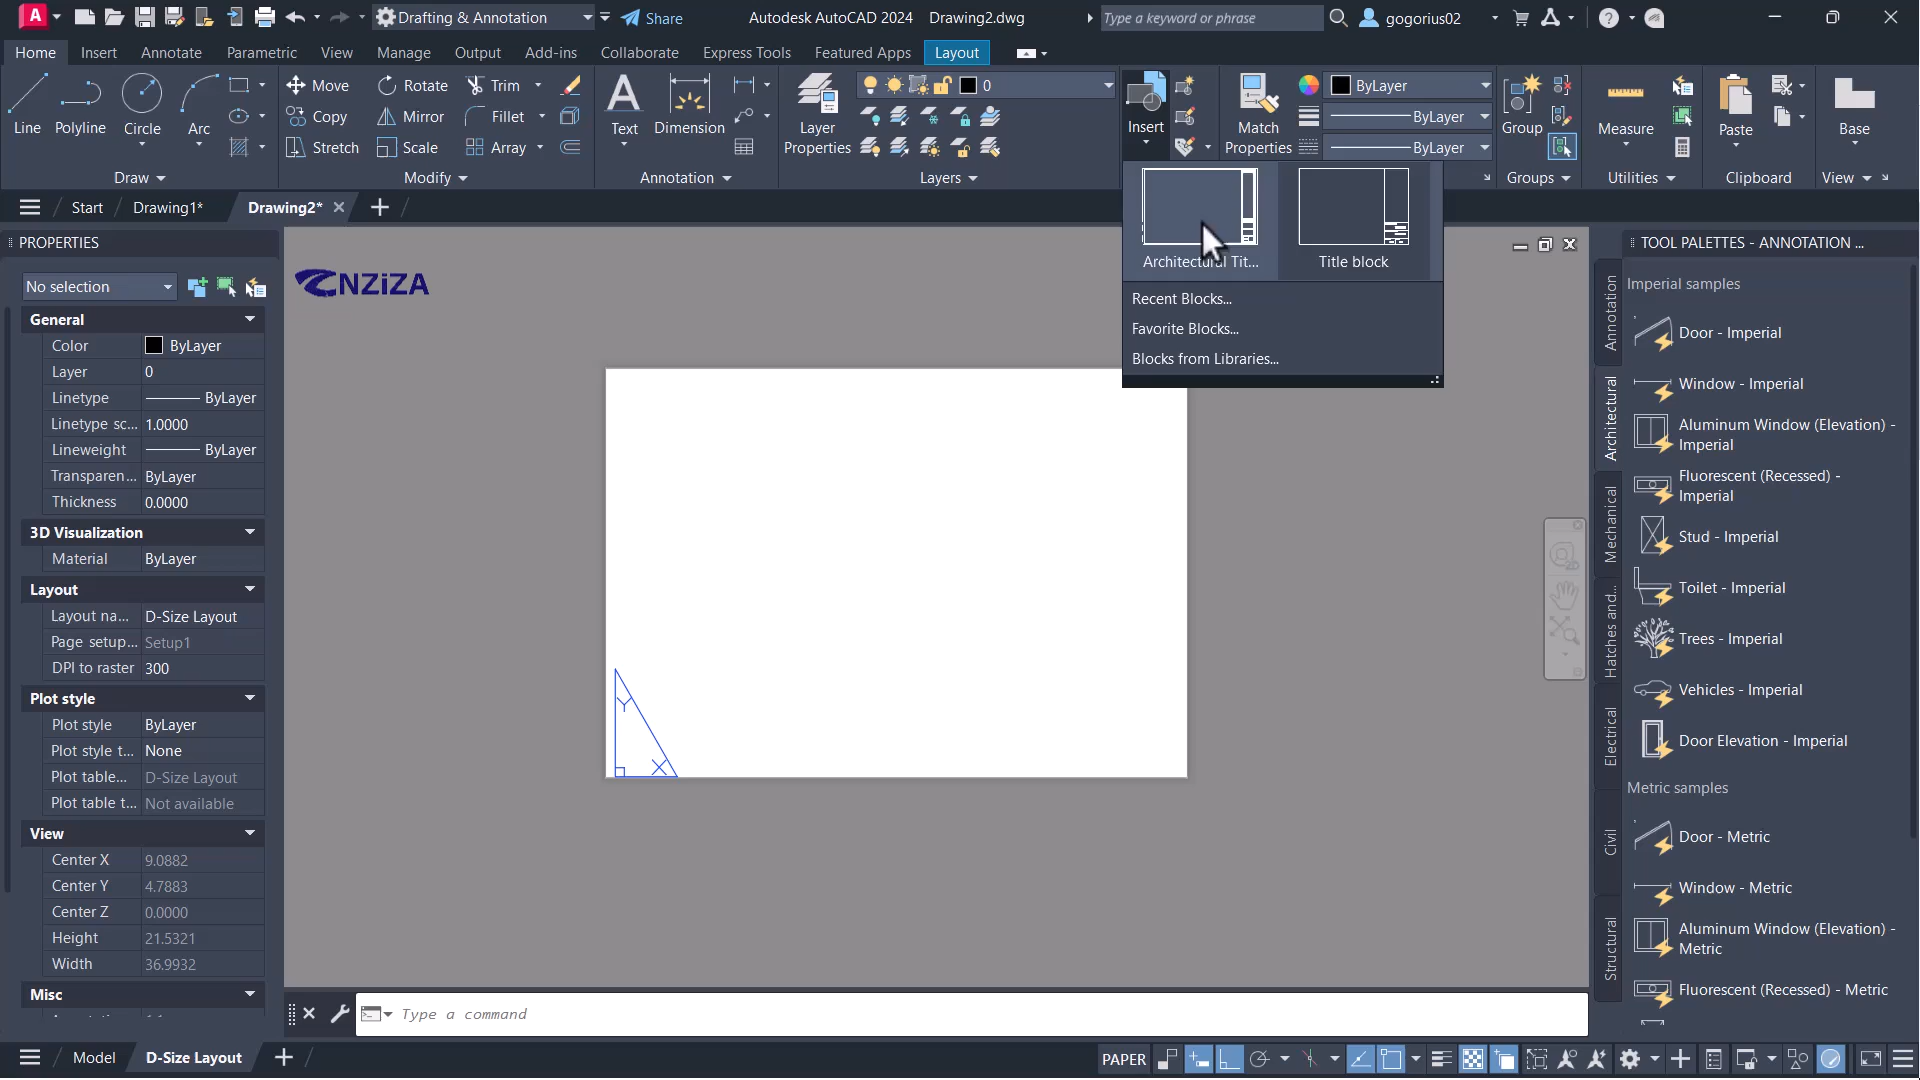 Drafting & Annotation
Share
Autodesk AutoCAD 2024 Drawing2.dwg
Type a keyword or phrase
gogorius02
Home Insert Annotate Parametric View Manage Output Add-ins Collaborate Express Tools Featured Apps Layout
Line Polyline Circle Arc
Move Rotate Trim
Copy Mirror Fillet
Stretch Scale Array
Text Dimension
Layer Properties
0
Insert
Match Properties
ByLayer
ByLayer
ByLayer
Group Measure Paste Base
Draw Modify Annotation Layers Groups Utilities Clipboard View
Start Drawing1* Drawing2*
PROPERTIES
No selection
General
Color ByLayer
Layer 0
Linetype ByLayer
Linetype sc... 1.0000
Lineweight ByLayer
Transparen... ByLayer
Thickness 0.0000
3D Visualization
Material ByLayer
Layout
Layout na... D-Size Layout
Page setup... Setup1
DPI to raster 300
Plot style
Plot style ByLayer
Plot style t... None
Plot table... D-Size Layout
Plot table t... Not available
View
Center X 9.0882
Center Y 4.7883
Center Z 0.0000
Height 21.5321
Width 36.9932
Misc
NZiZA
Architectural Tit... Title block
Recent Blocks...
Favorite Blocks...
Blocks from Libraries...
Y
X
TOOL PALETTES - ANNOTATION ...
Annotation
Architectural
Mechanical
Hatches and...
Electrical
Civil
Structural
Imperial samples
Door - Imperial
Window - Imperial
Aluminum Window (Elevation) -
Imperial
Fluorescent (Recessed) -
Imperial
Stud - Imperial
Toilet - Imperial
Trees - Imperial
Vehicles - Imperial
Door Elevation - Imperial
Metric samples
Door - Metric
Window - Metric
Aluminum Window (Elevation) -
Metric
Fluorescent (Recessed) - Metric
Type a command
Model D-Size Layout
PAPER